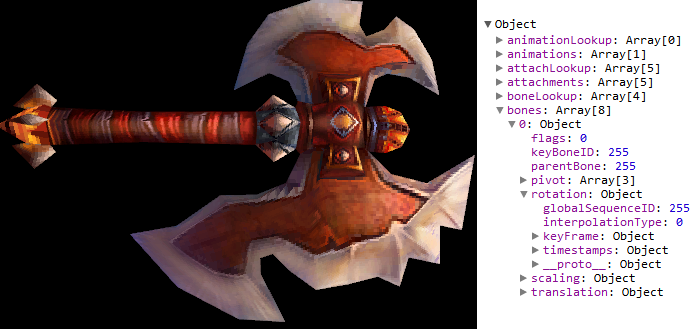 Object
animationLookup: Array[0]
animations: Array[1]
attachLookup: Array[5]
attachments: Array[5]
boneLookup: Array[4]
bones: Array[8]
0: Object
flags: 0
keyBoneID: 255
parentBone: 255
pivot: Array[3]
rotation: Object
globalSequenceID: 255
interpolationType: 0
keyFrame: Object
timestamps: Object
__proto__: Object
scaling: Object
translation: Object